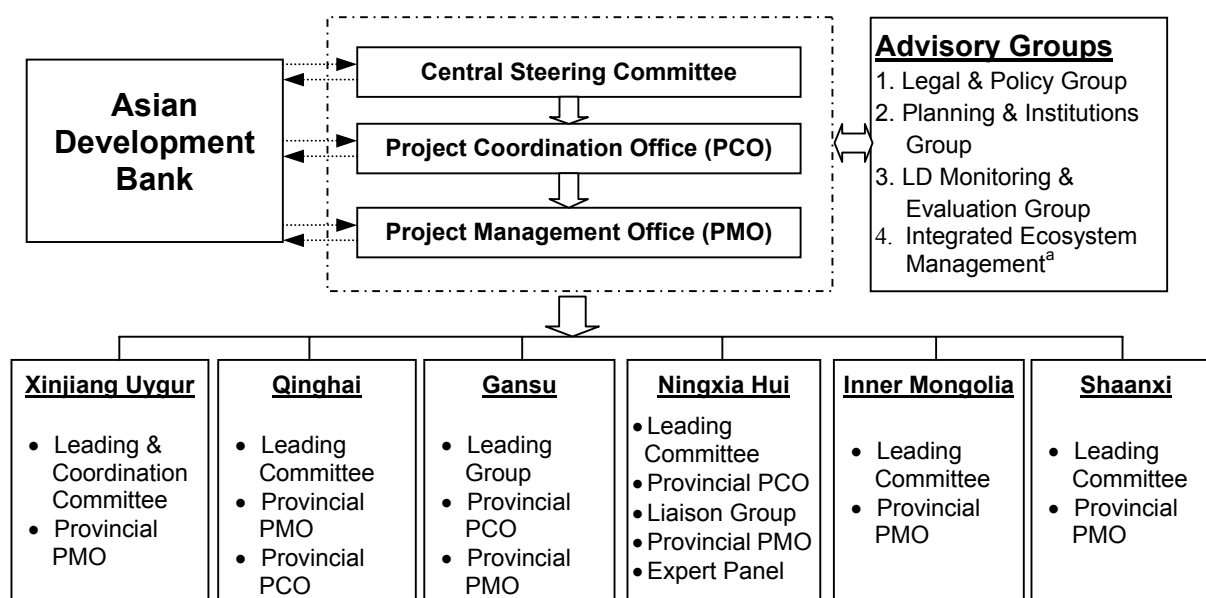 Asian
Development
Bank
Central Steering Committee
Project Coordination Office (PCO)
Project Management Office (PMO)
Advisory Groups
1. Legal & Policy Group
2. Planning & Institutions
Group
3. LD Monitoring &
Evaluation Group
4. Integrated Ecosystem
Managementa
Xinjiang Uygur
• Leading &
Coordination
Committee
• Provincial
PMO
Qinghai
• Leading
Committee
• Provincial
PMO
• Provincial
PCO
Gansu
• Leading
Group
• Provincial
PCO
• Provincial
PMO
Ningxia Hui
• Leading
Committee
• Provincial PCO
• Liaison Group
• Provincial PMO
• Expert Panel
Inner Mongolia
• Leading
Committee
• Provincial
PMO
Shaanxi
• Leading
Committee
• Provincial
PMO